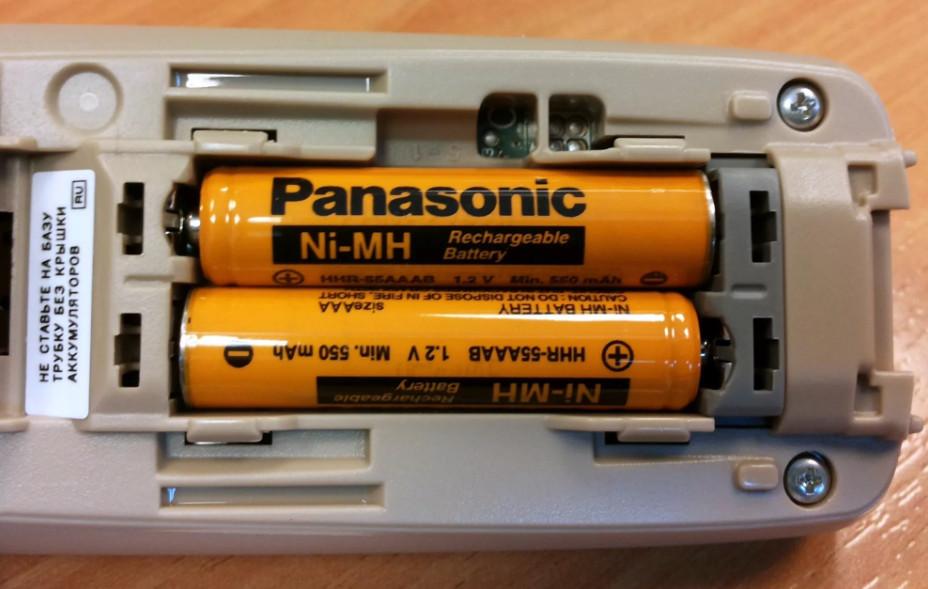 RU
НЕ СТАВЬТЕ НА БАЗУ
ТРУБКУ БЕЗ КРЫШКИ
АККУМУЛЯТОРОВ
Panasonic
Ni-MH Rechargeable
Battery
HHR-55AAAB 1.2 V Min. 550 mAh
Ni-MH Rechargeable
Battery
HHR-55AAAB 1.2 V Min. 550 mAh
Ni-MH BATTERY sizeAAA
CAUTION : DO NOT DISPOSE OF IN FIRE, SHORT